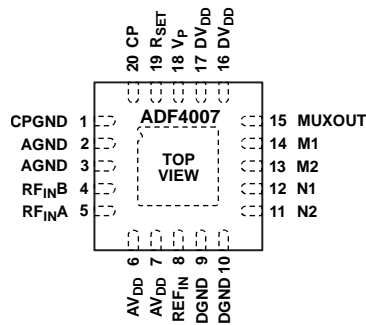 20 CP
19 RSET
18 VP
17 DVDD
16 DVDD
ADF4007
TOP
VIEW
CPGND 1
AGND 2
AGND 3
RFINB 4
RFINA 5
15 MUXOUT
14 M1
13 M2
12 N1
11 N2
AVDD 6
AVDD 7
REFIN 8
DGND 9
DGND 10